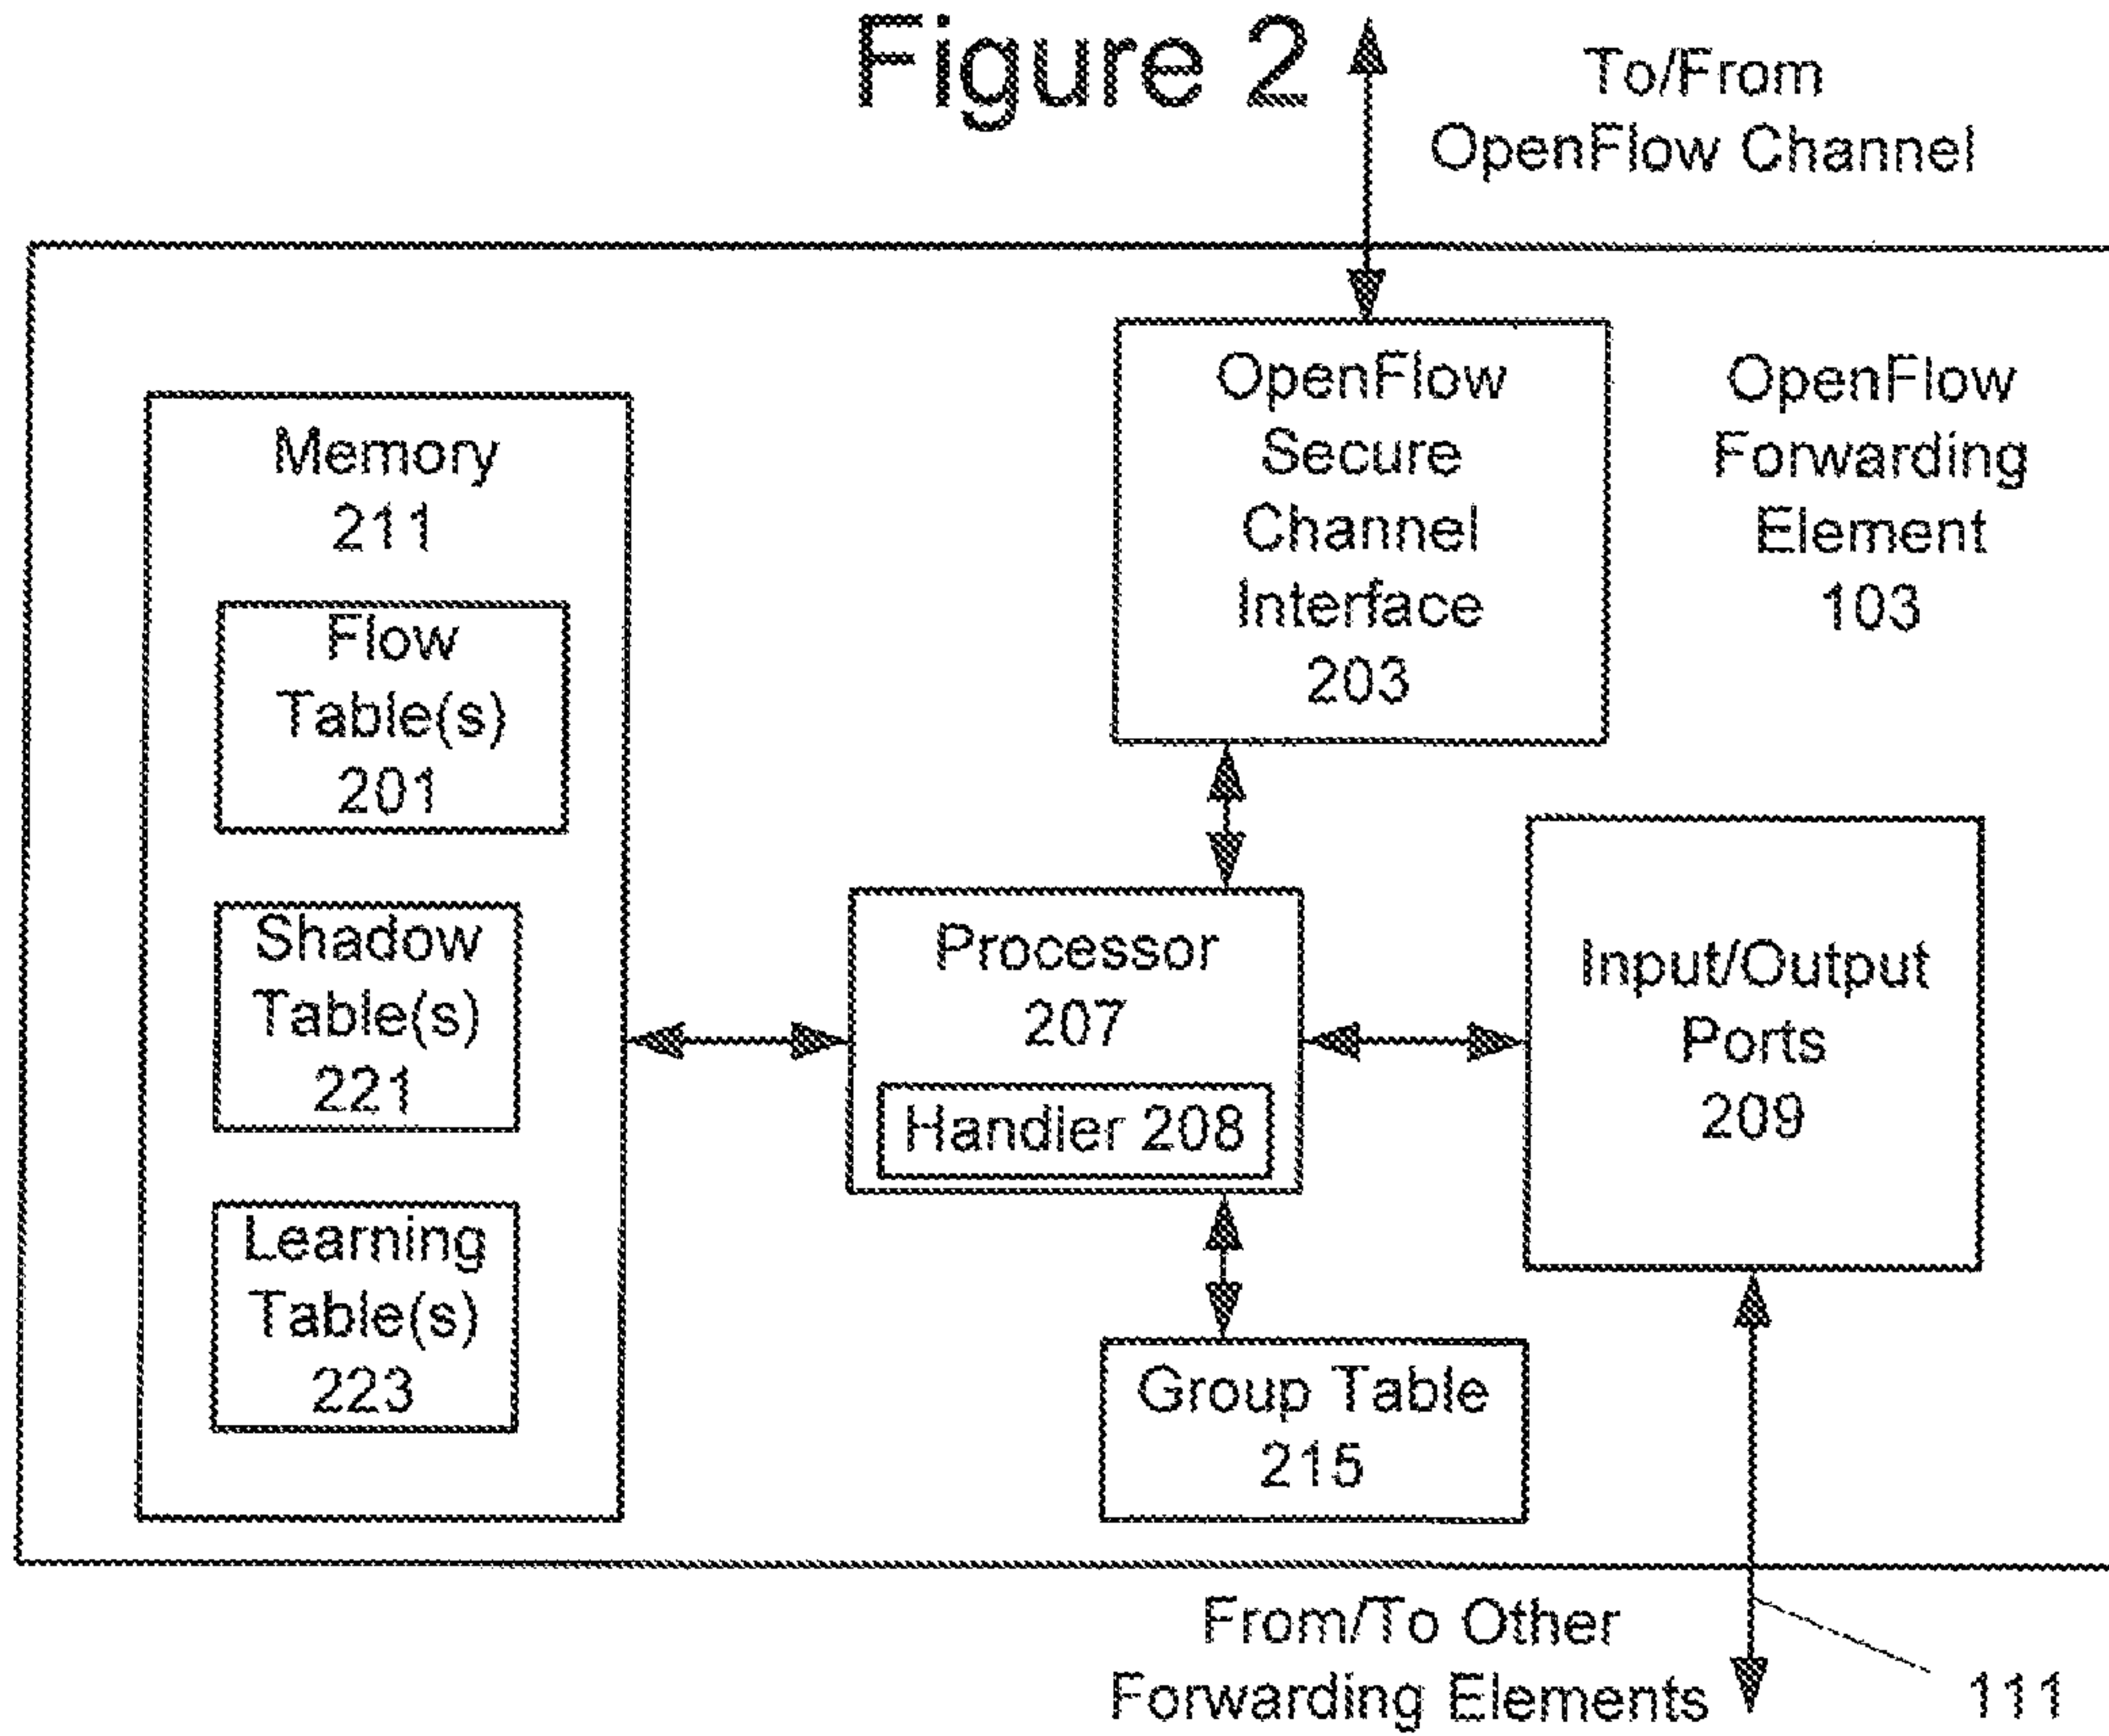 Figure 2
To/From
OpenFlow Channel
OpenFlow
Secure
Channel
Interface
203
OpenFlow
Forwarding
Element
103
Memory
211
Flow
Table(s)
201
Shadow
Table(s)
221
Learning
Table(s)
223
Processor
207
Handler 208
Input/Output
Ports
209
Group Table
215
From/To Other
Forwarding Elements
111